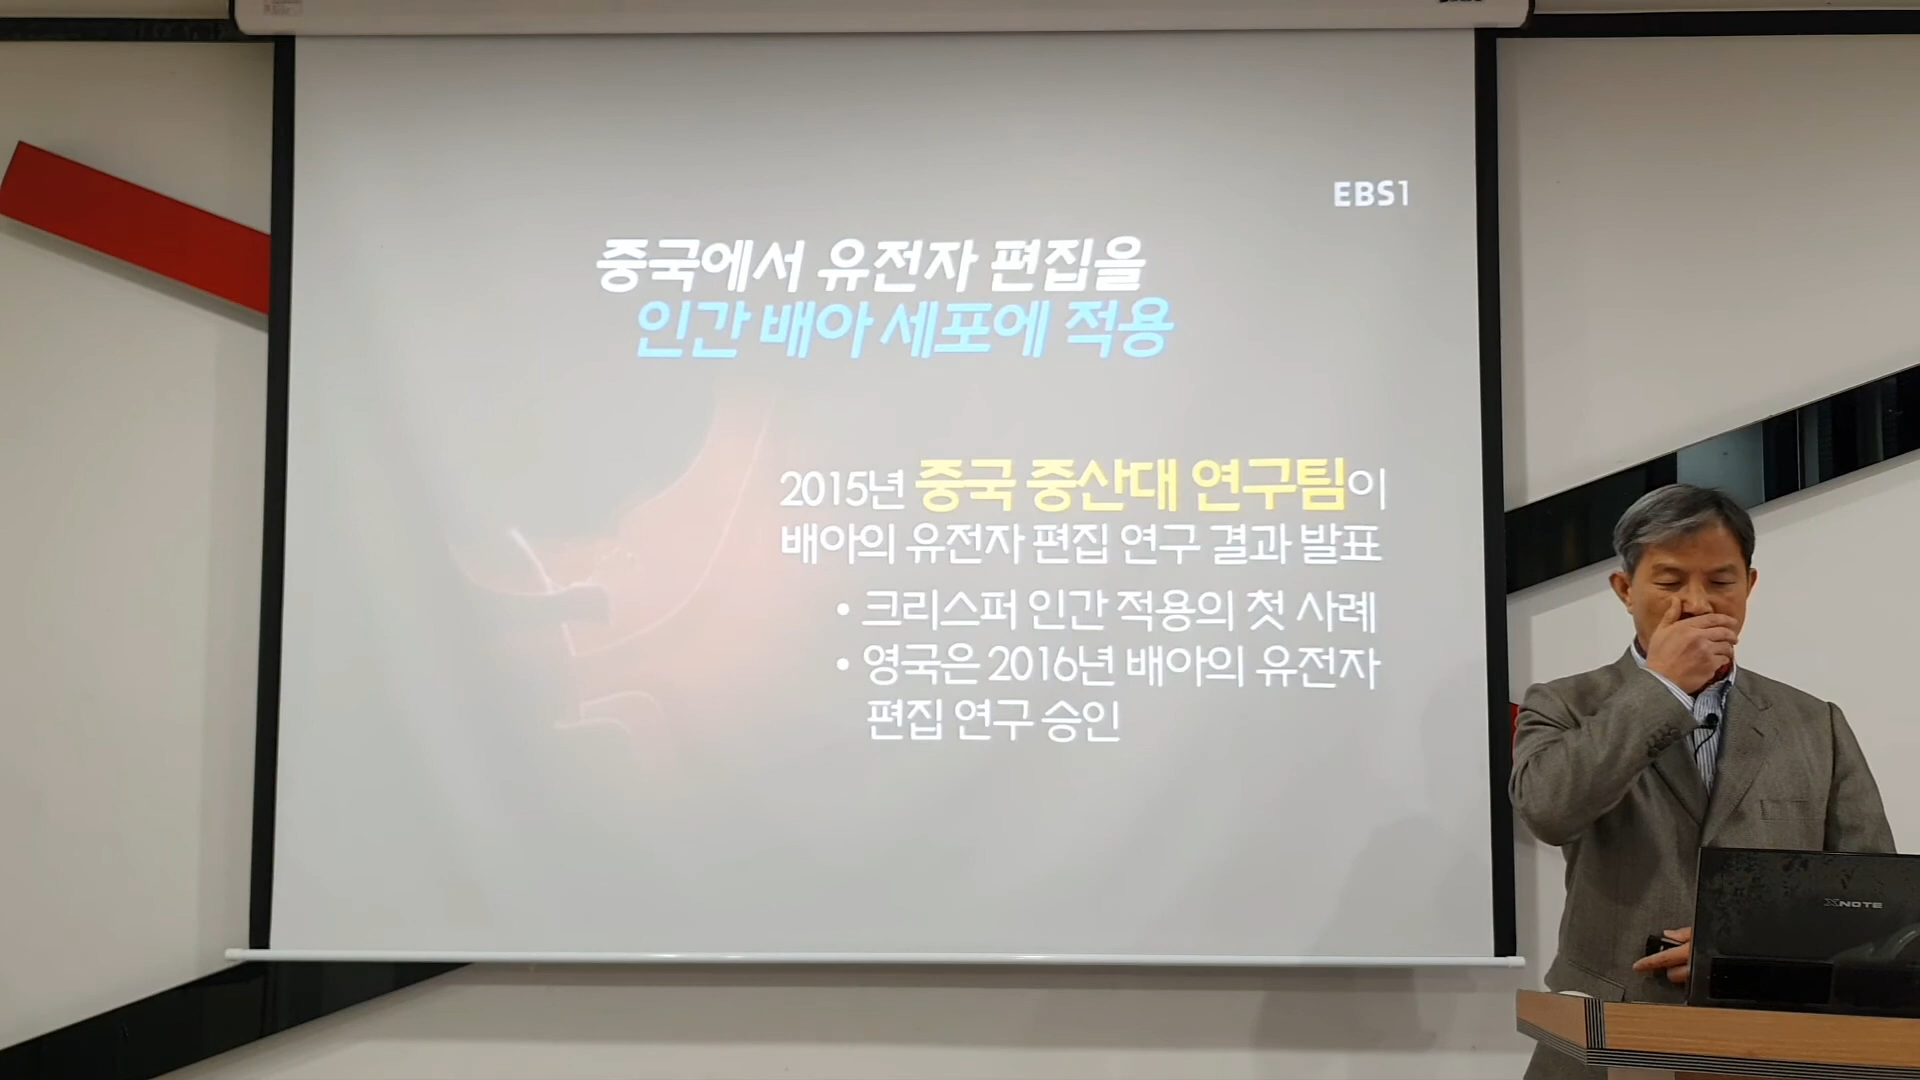 EBS1
중국에서 유전자 편집을
인간 배아 세포에 적용
2015년 중국 중산대 연구팀이
배아의 유전자 편집 연구 결과 발표
• 크리스퍼 인간 적용의 첫 사례
• 영국은 2016년 배아의 유전자
편집 연구 승인
XNOTE